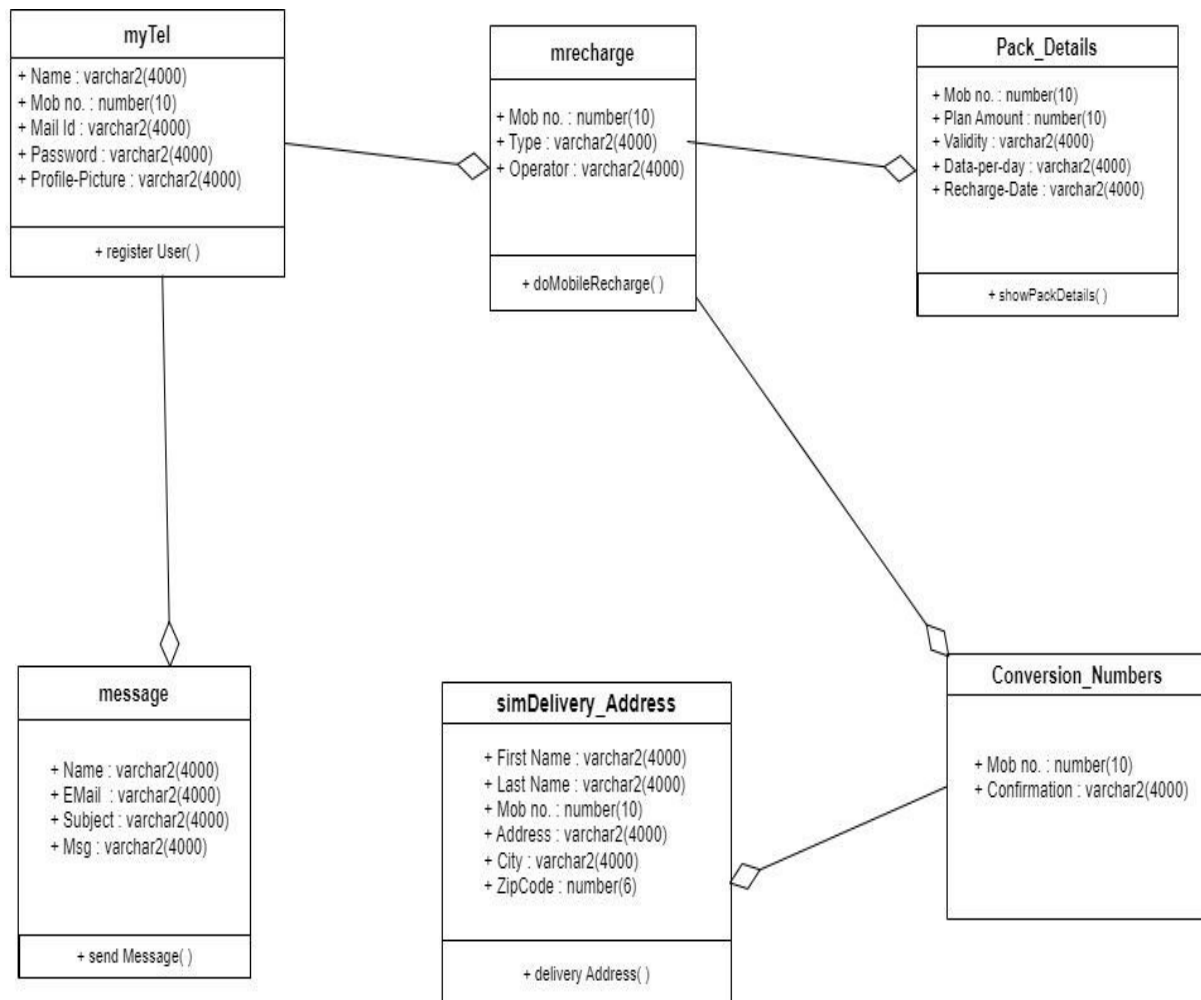 myTel
+ Name : varchar2(4000)
+ Mob no. : number(10)
+ Mail Id : varchar2(4000)
+ Password : varchar2(4000)
+ Profile-Picture : varchar2(4000)
+ register User( )
mrecharge
+ Mob no. : number(10)
+ Type : varchar2(4000)
+ Operator : varchar2(4000)
+ doMobileRecharge( )
Pack_Details
+ Mob no. : number(10)
+ Plan Amount : number(10)
+ Validity : varchar2(4000)
+ Data-per-day : varchar2(4000)
+ Recharge-Date : varchar2(4000)
+ showPackDetails( )
message
+ Name : varchar2(4000)
+ EMail : varchar2(4000)
+ Subject : varchar2(4000)
+ Msg : varchar2(4000)
+ send Message( )
simDelivery_Address
+ First Name : varchar2(4000)
+ Last Name : varchar2(4000)
+ Mob no. : number(10)
+ Address : varchar2(4000)
+ City : varchar2(4000)
+ ZipCode : number(6)
+ delivery Address( )
Conversion_Numbers
+ Mob no. : number(10)
+ Confirmation : varchar2(4000)